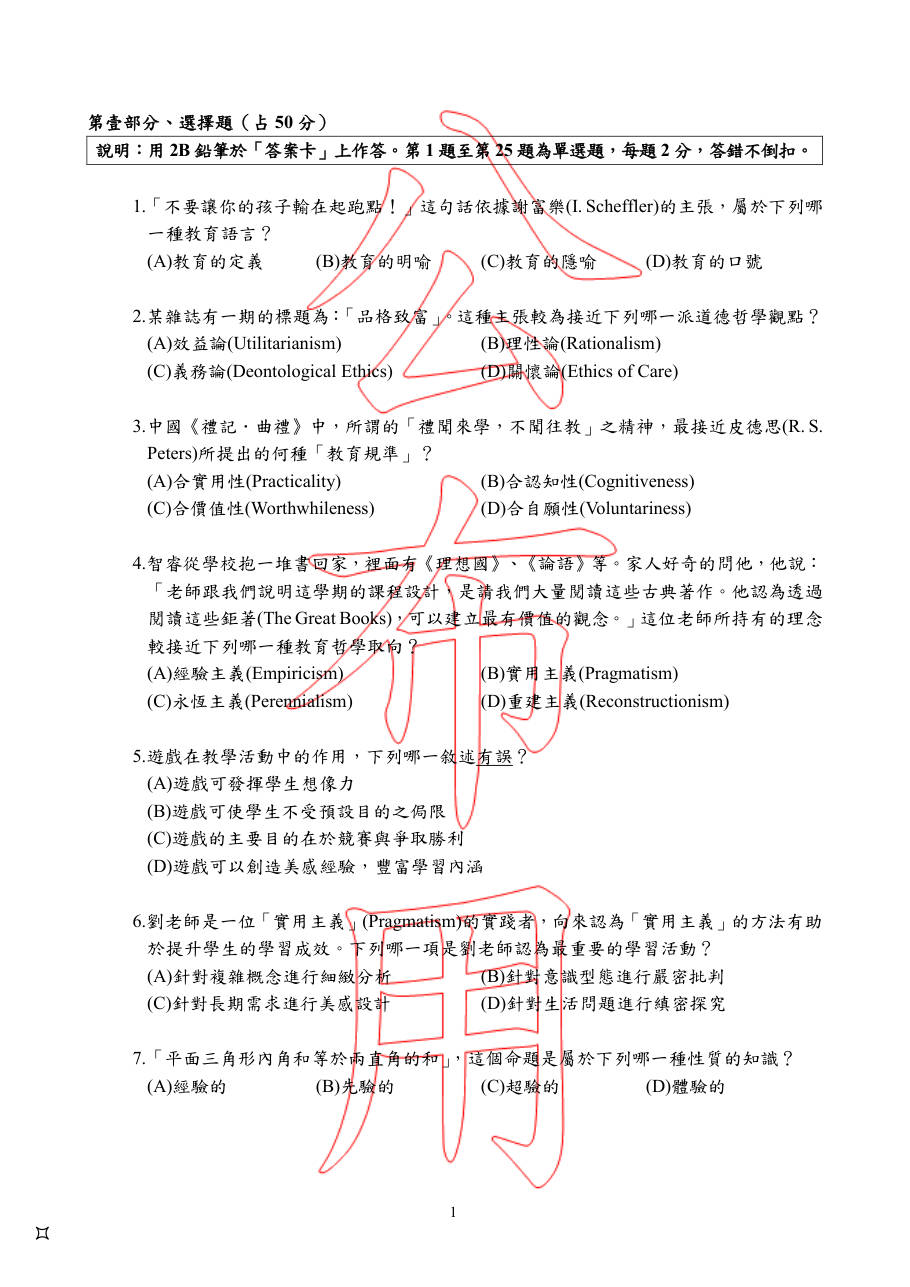 第壹部分、選擇題（占 50 分）
說明：用 2B 鉛筆於「答案卡」上作答。第 1 題至第 25 題為單選題，每題 2 分，答錯不倒扣。
1.「不要讓你的孩子輸在起跑點！」這句話依據謝富樂(I. Scheffler)的主張，屬於下列哪
一種教育語言？
(A)教育的定義 (B)教育的明喻 (C)教育的隱喻 (D)教育的口號
2.某雜誌有一期的標題為：「品格致富」。這種主張較為接近下列哪一派道德哲學觀點？
(A)效益論(Utilitarianism) (B)理性論(Rationalism)
(C)義務論(Deontological Ethics) (D)關懷論(Ethics of Care)
3.中國《禮記．曲禮》中，所謂的「禮聞來學，不聞往教」之精神，最接近皮德思(R. S.
Peters)所提出的何種「教育規準」？
(A)合實用性(Practicality) (B)合認知性(Cognitiveness)
(C)合價值性(Worthwhileness) (D)合自願性(Voluntariness)
4.智睿從學校抱一堆書回家，裡面有《理想國》、《論語》等。家人好奇的問他，他說：
「老師跟我們說明這學期的課程設計，是請我們大量閱讀這些古典著作。他認為透過
閱讀這些鉅著(The Great Books)，可以建立最有價值的觀念。」這位老師所持有的理念
較接近下列哪一種教育哲學取向？
(A)經驗主義(Empiricism) (B)實用主義(Pragmatism)
(C)永恆主義(Perennialism) (D)重建主義(Reconstructionism)
5.遊戲在教學活動中的作用，下列哪一敘述有誤？
(A)遊戲可發揮學生想像力
(B)遊戲可使學生不受預設目的之侷限
(C)遊戲的主要目的在於競賽與爭取勝利
(D)遊戲可以創造美感經驗，豐富學習內涵
6.劉老師是一位「實用主義」(Pragmatism)的實踐者，向來認為「實用主義」的方法有助
於提升學生的學習成效。下列哪一項是劉老師認為最重要的學習活動？
(A)針對複雜概念進行細緻分析 (B)針對意識型態進行嚴密批判
(C)針對長期需求進行美感設計 (D)針對生活問題進行縝密探究
7.「平面三角形內角和等於兩直角的和」，這個命題是屬於下列哪一種性質的知識？
(A)經驗的 (B)先驗的 (C)超驗的 (D)體驗的
1
公布用